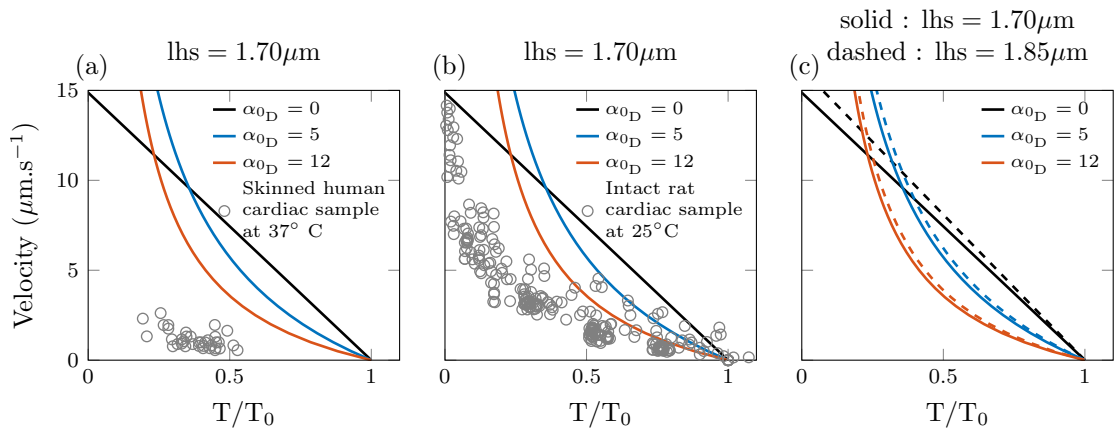 solid : lhs = 1.70μm
dashed : lhs = 1.85μm
lhs = 1.70μm
lhs = 1.70μm
(a)
(b)
(c)
Velocity (μm.s⁻¹)
15
10
5
0
α₀D = 0
α₀D = 5
α₀D = 12
Skinned human
cardiac sample
at 37° C
0
0.5
1
T/T₀
α₀D = 0
α₀D = 5
α₀D = 12
Intact rat
cardiac sample
at 25°C
0
0.5
1
T/T₀
α₀D = 0
α₀D = 5
α₀D = 12
0
0.5
1
T/T₀